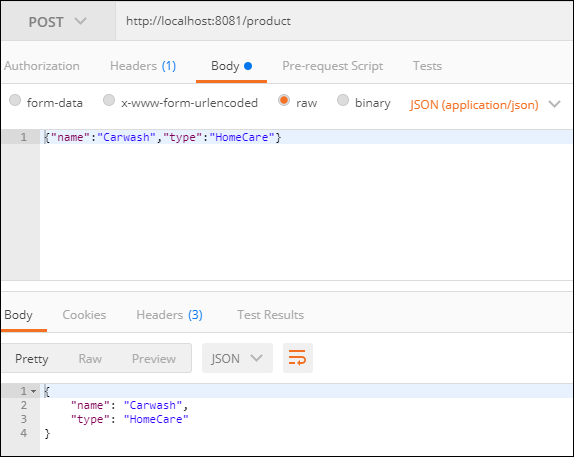 POST http://localhost:8081/product
Authorization Headers (1) Body Pre-request Script Tests
form-data x-www-form-urlencoded raw binary JSON (application/json)
1 {"name":"Carwash","type":"HomeCare"}
Body Cookies Headers (3) Test Results
Pretty Raw Preview JSON
1 {
2 "name": "Carwash",
3 "type": "HomeCare"
4 }